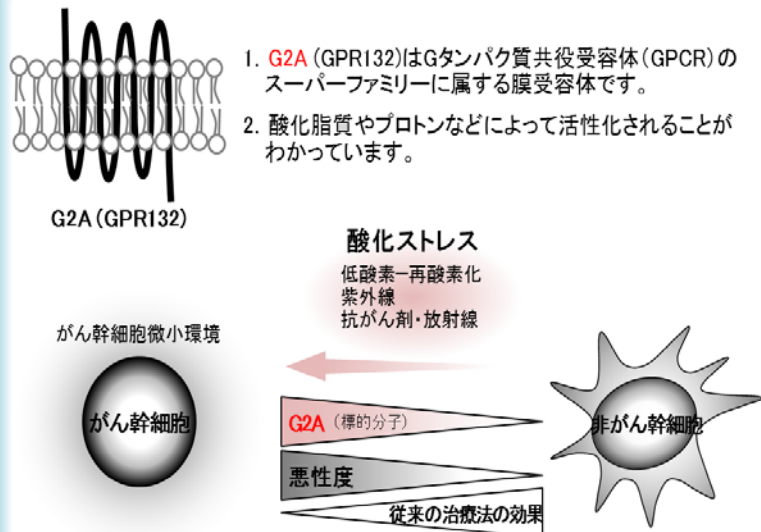 1. G2A (GPR132)はGタンパク質共役受容体(GPCR)の
スーパーファミリーに属する膜受容体です。
2. 酸化脂質やプロトンなどによって活性化されることが
わかっています。
G2A(GPR132)
酸化ストレス
低酸素ー再酸素化
紫外線
抗がん剤・放射線
がん幹細胞微小環境
がん幹細胞
非がん幹細胞
G2A (標的分子)
悪性度
従来の治療法の効果